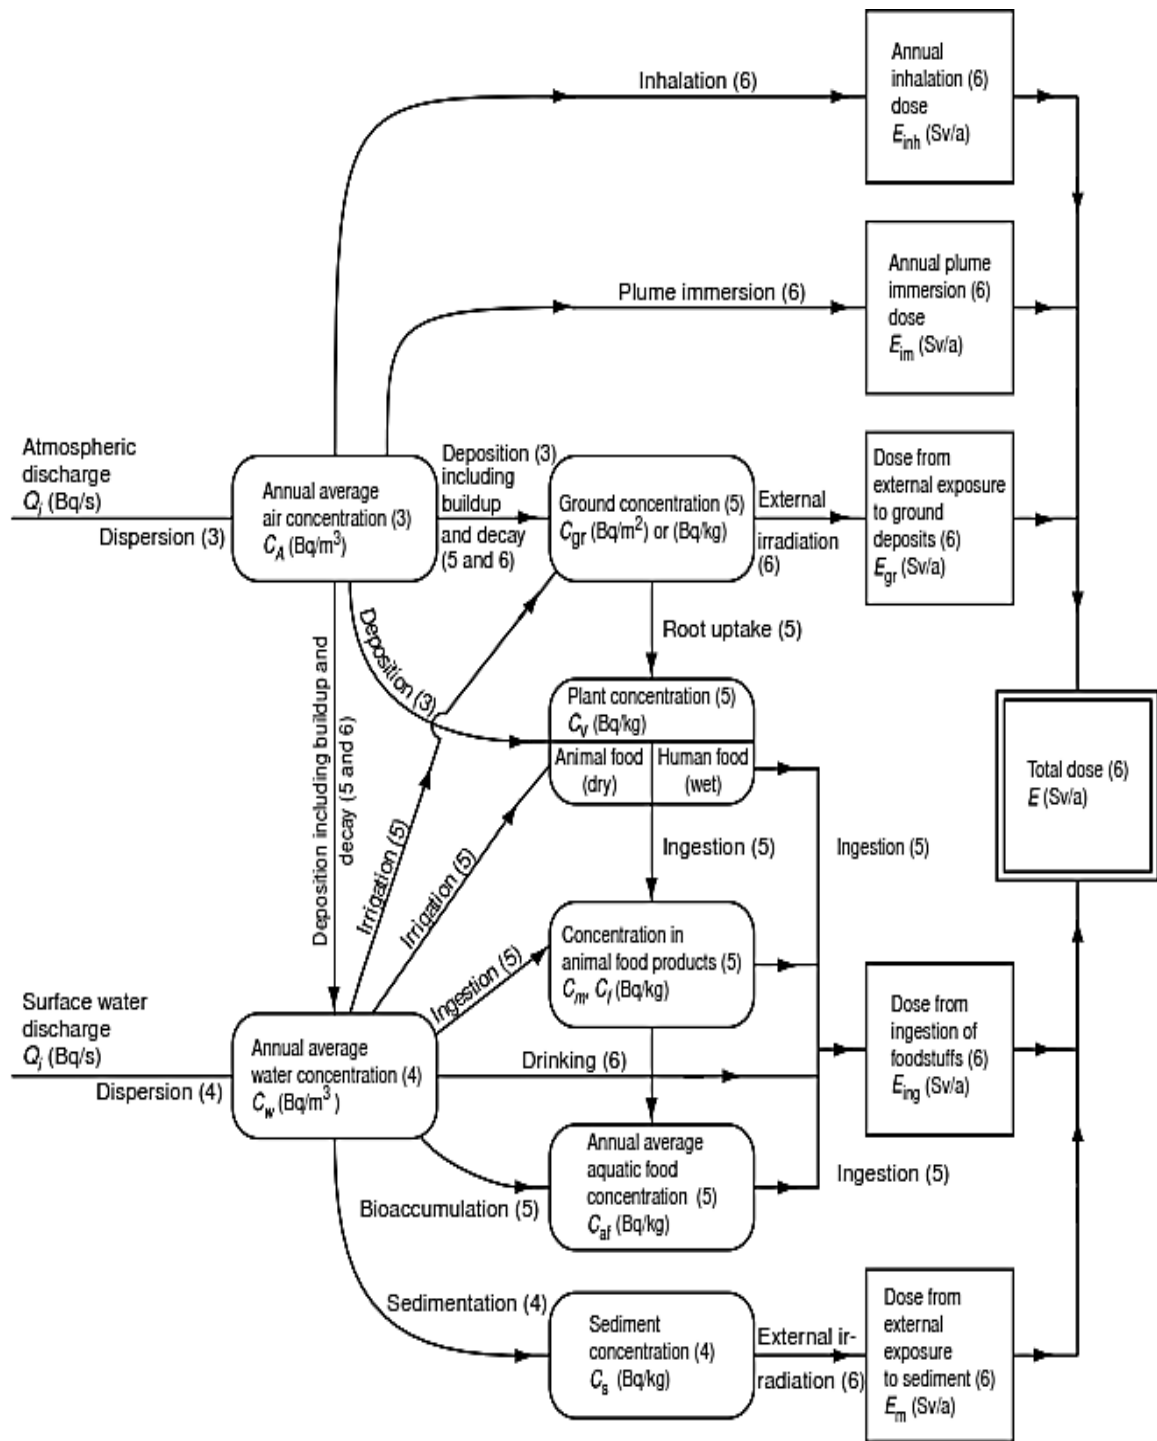 Inhalation (6)
Annual
inhalation (6)
dose
E_inh (Sv/a)
Plume immersion (6)
Annual plume
immersion (6)
dose
E_im (Sv/a)
Atmospheric
discharge
Q_i (Bq/s)
Dispersion (3)
Annual average
air concentration (3)
C_A (Bq/m³)
Deposition (3)
including
buildup
and decay
(5 and 6)
Ground concentration (5)
C_gr (Bq/m²) or (Bq/kg)
External
irradiation
(6)
Dose from
external exposure
to ground
deposits (6)
E_gr (Sv/a)
Deposition including buildup and
decay (5 and 6)
Deposition (3)
Root uptake (5)
Plant concentration (5)
C_v (Bq/kg)
Animal food
(dry)
Human food
(wet)
Irrigation (5)
Irrigation (5)
Ingestion (5)
Ingestion (5)
Ingestion (5)
Total dose (6)
E (Sv/a)
Concentration in
animal food products (5)
C_m, C_f (Bq/kg)
Surface water
discharge
Q_i (Bq/s)
Dispersion (4)
Annual average
water concentration (4)
C_w (Bq/m³)
Drinking (6)
Dose from
ingestion of
foodstuffs (6)
E_ing (Sv/a)
Bioaccumulation (5)
Annual average
aquatic food
concentration (5)
C_af (Bq/kg)
Ingestion (5)
Sedimentation (4)
Sediment
concentration (4)
C_s (Bq/kg)
External ir-
radiation (6)
Dose from
external
exposure
to sediment (6)
E_m (Sv/a)